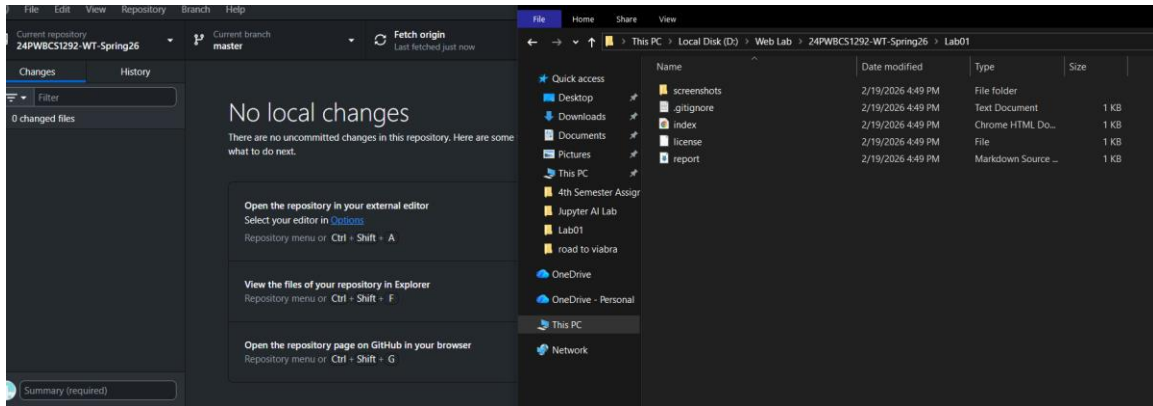 File Edit View Repository Branch Help
Current repository
24PWBCS1292-WT-Spring26
Current branch
master
Fetch origin
Last fetched just now
Changes History
Filter
0 changed files
No local changes
There are no uncommitted changes in this repository. Here are some
what to do next.
Open the repository in your external editor
Select your editor in Options
Repository menu or Ctrl + Shift + A
View the files of your repository in Explorer
Repository menu or Ctrl + Shift + F
Open the repository page on GitHub in your browser
Repository menu or Ctrl + Shift + G
Summary (required)
File Home Share View
This PC > Local Disk (D:) > Web Lab > 24PWBCS1292-WT-Spring26 > Lab01
Quick access
Desktop
Downloads
Documents
Pictures
This PC
4th Semester Assigr
Jupyter AI Lab
Lab01
road to viabra
OneDrive
OneDrive - Personal
This PC
Network
Name Date modified Type Size
screenshots 2/19/2026 4:49 PM File folder
.gitignore 2/19/2026 4:49 PM Text Document 1 KB
index 2/19/2026 4:49 PM Chrome HTML Do... 1 KB
license 2/19/2026 4:49 PM File 1 KB
report 2/19/2026 4:49 PM Markdown Source ... 1 KB